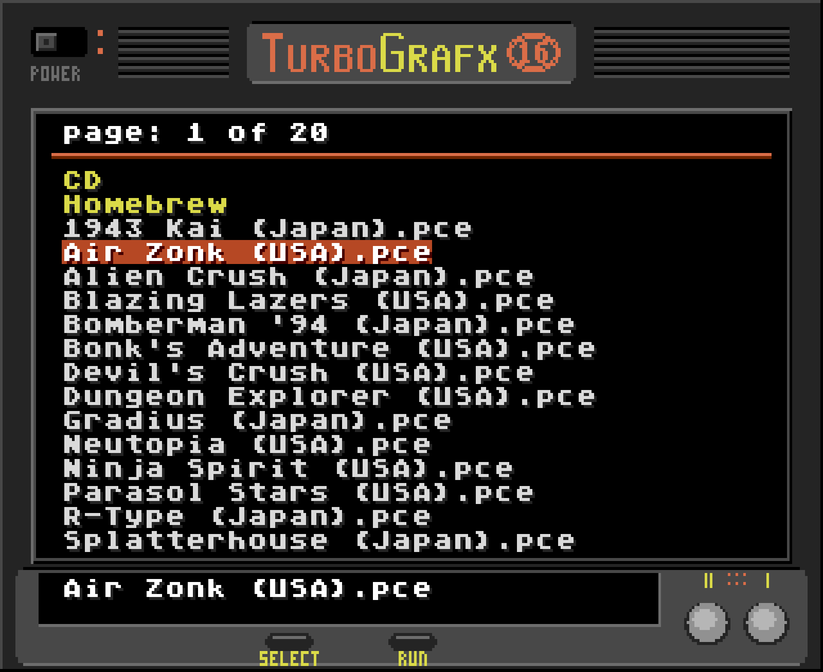 POWER
TURBOGRAFX 16
page: 1 of 20
CD
Homebrew
1943 Kai (Japan).pce
Air Zonk (USA).pce
Alien Crush (Japan).pce
Blazing Lazers (USA).pce
Bomberman '94 (Japan).pce
Bonk's Adventure (USA).pce
Devil's Crush (USA).pce
Dungeon Explorer (USA).pce
Gradius (Japan).pce
Neutopia (USA).pce
Ninja Spirit (USA).pce
Parasol Stars (USA).pce
R-Type (Japan).pce
Splatterhouse (Japan).pce
Air Zonk (USA).pce
II I
SELECT RUN